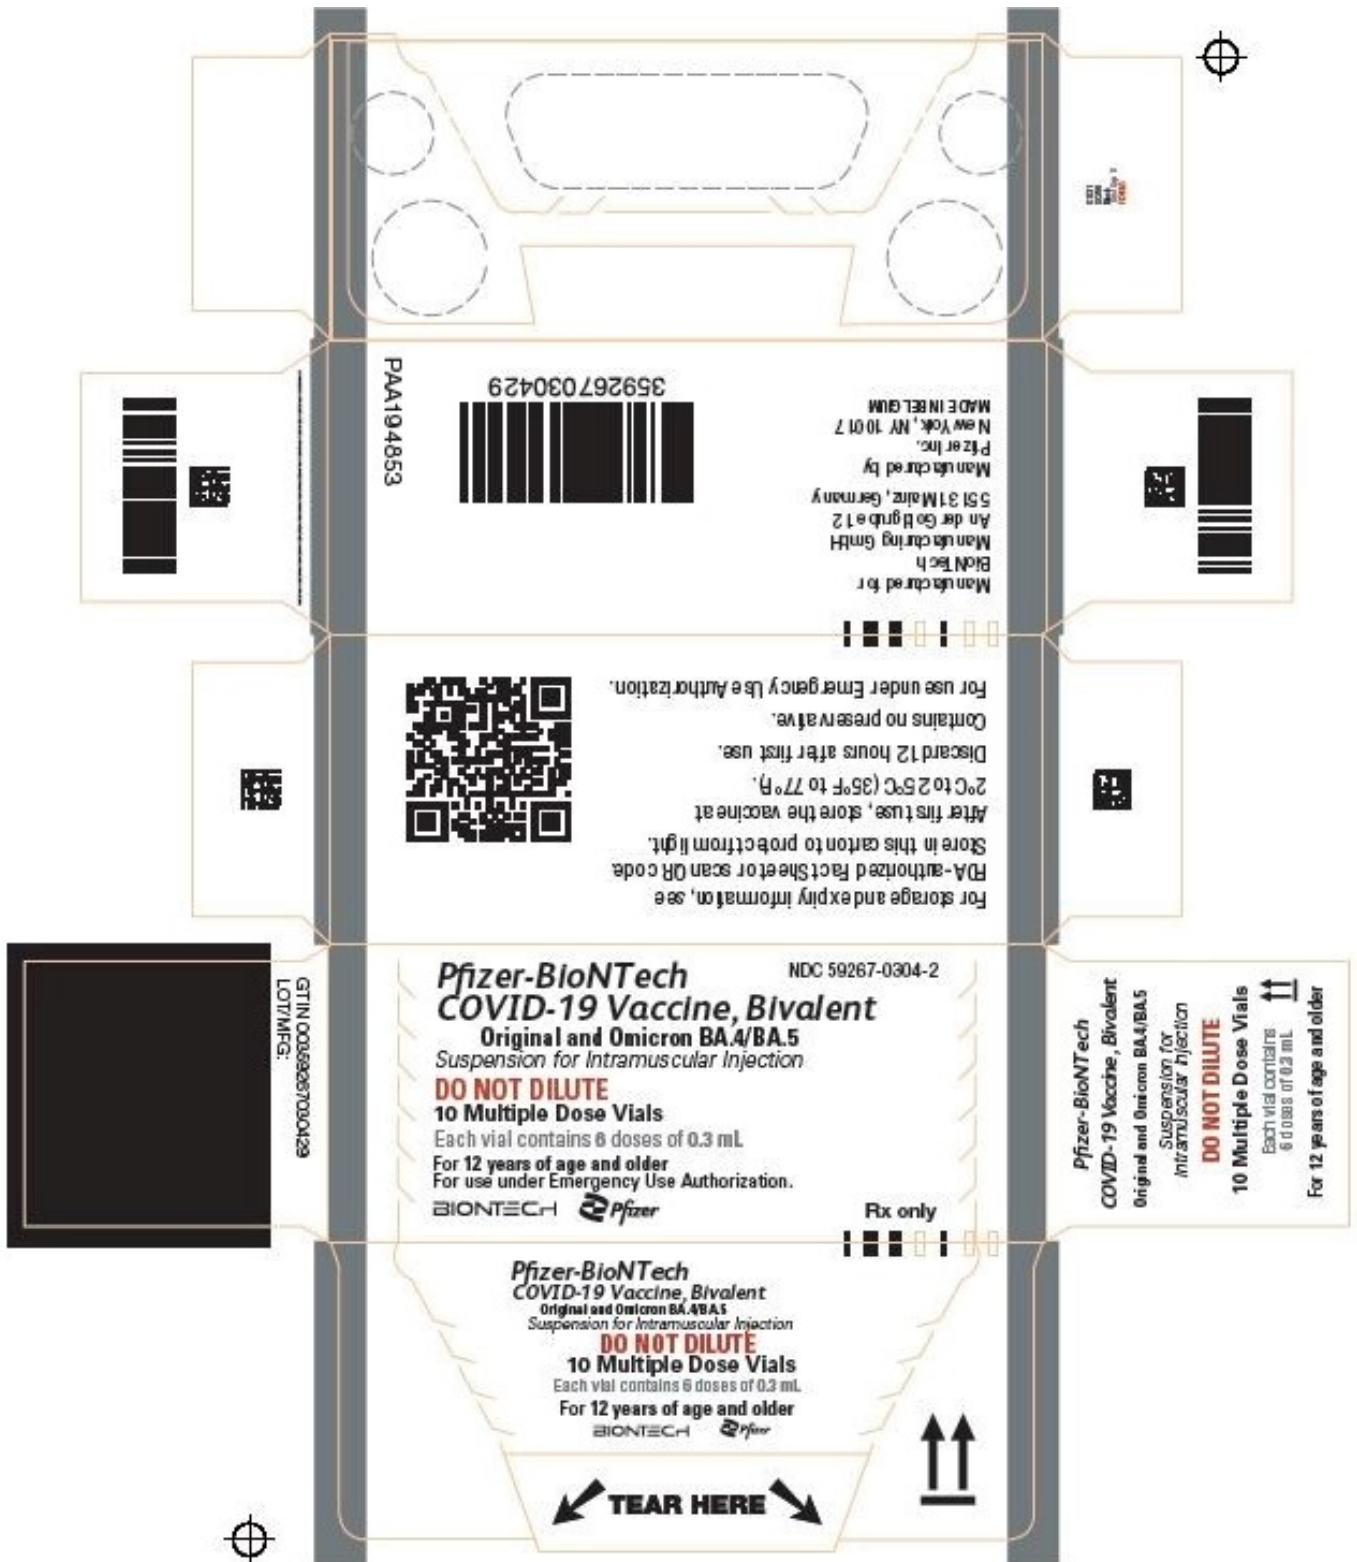 PAA194853
359267030429
Manufactured for
BioNTech
Manufacturing GmbH
An der Goldgrube 12
55131 Mainz, Germany
Manufactured by
Pfizer Inc.
New York, NY 10017
MADE IN BELGIUM
For storage and expiry information, see
FDA-authorized Fact Sheet or scan QR code.
Store in this carton to protect from light.
After first use, store the vaccine at
2°C to 25°C (35°F to 77°F).
Discard 12 hours after first use.
Contains no preservative.
For use under Emergency Use Authorization.
GTIN 00359267030429
LOT/MFG:
Pfizer-BioNTech
NDC 59267-0304-2
COVID-19 Vaccine, Bivalent
Original and Omicron BA.4/BA.5
Suspension for Intramuscular Injection
DO NOT DILUTE
10 Multiple Dose Vials
Each vial contains 6 doses of 0.3 mL
For 12 years of age and older
For use under Emergency Use Authorization.
BIONTECH
Pfizer
Rx only
Pfizer-BioNTech
COVID-19 Vaccine, Bivalent
Original and Omicron BA.4/BA.5
Suspension for
Intramuscular Injection
DO NOT DILUTE
10 Multiple Dose Vials
Each vial contains
6 doses of 0.3 mL
For 12 years of age and older
Pfizer-BioNTech
COVID-19 Vaccine, Bivalent
Original and Omicron BA.4/BA.5
Suspension for Intramuscular Injection
DO NOT DILUTE
10 Multiple Dose Vials
Each vial contains 6 doses of 0.3 mL
For 12 years of age and older
BIONTECH
Pfizer
TEAR HERE